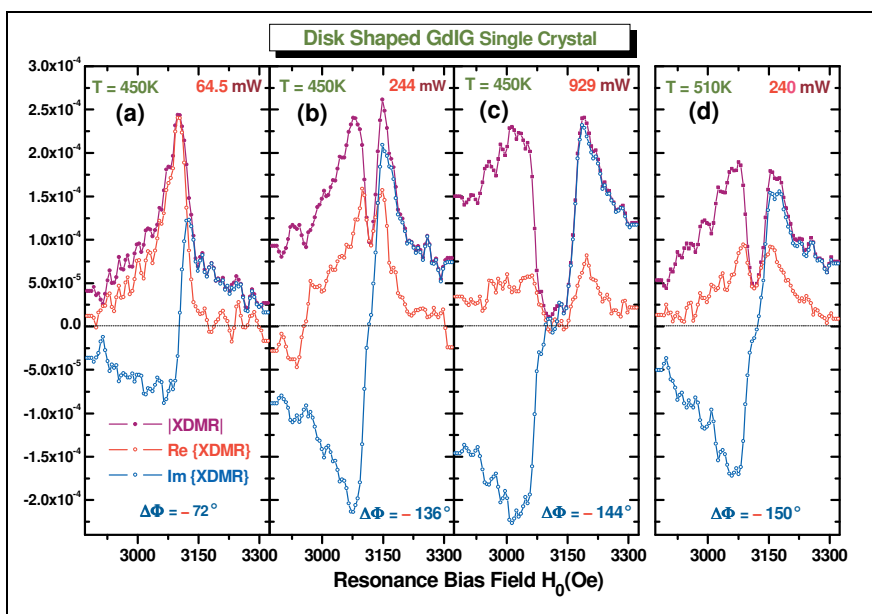 Disk Shaped GdIG Single Crystal
3.0x10⁻⁴
2.5x10⁻⁴
2.0x10⁻⁴
1.5x10⁻⁴
1.0x10⁻⁴
5.0x10⁻⁵
0.0
-5.0x10⁻⁵
-1.0x10⁻⁴
-1.5x10⁻⁴
-2.0x10⁻⁴
T = 450K 64.5 mW
(a)
|XDMR|
Re {XDMR}
Im {XDMR}
ΔΦ = – 72°
T = 450K 244 mW
(b)
ΔΦ = – 136°
T = 450K 929 mW
(c)
ΔΦ = – 144°
T = 510K 240 mW
(d)
ΔΦ = – 150°
3000 3150 3300 3000 3150 3300 3000 3150 3300 3000 3150 3300
Resonance Bias Field H₀(Oe)